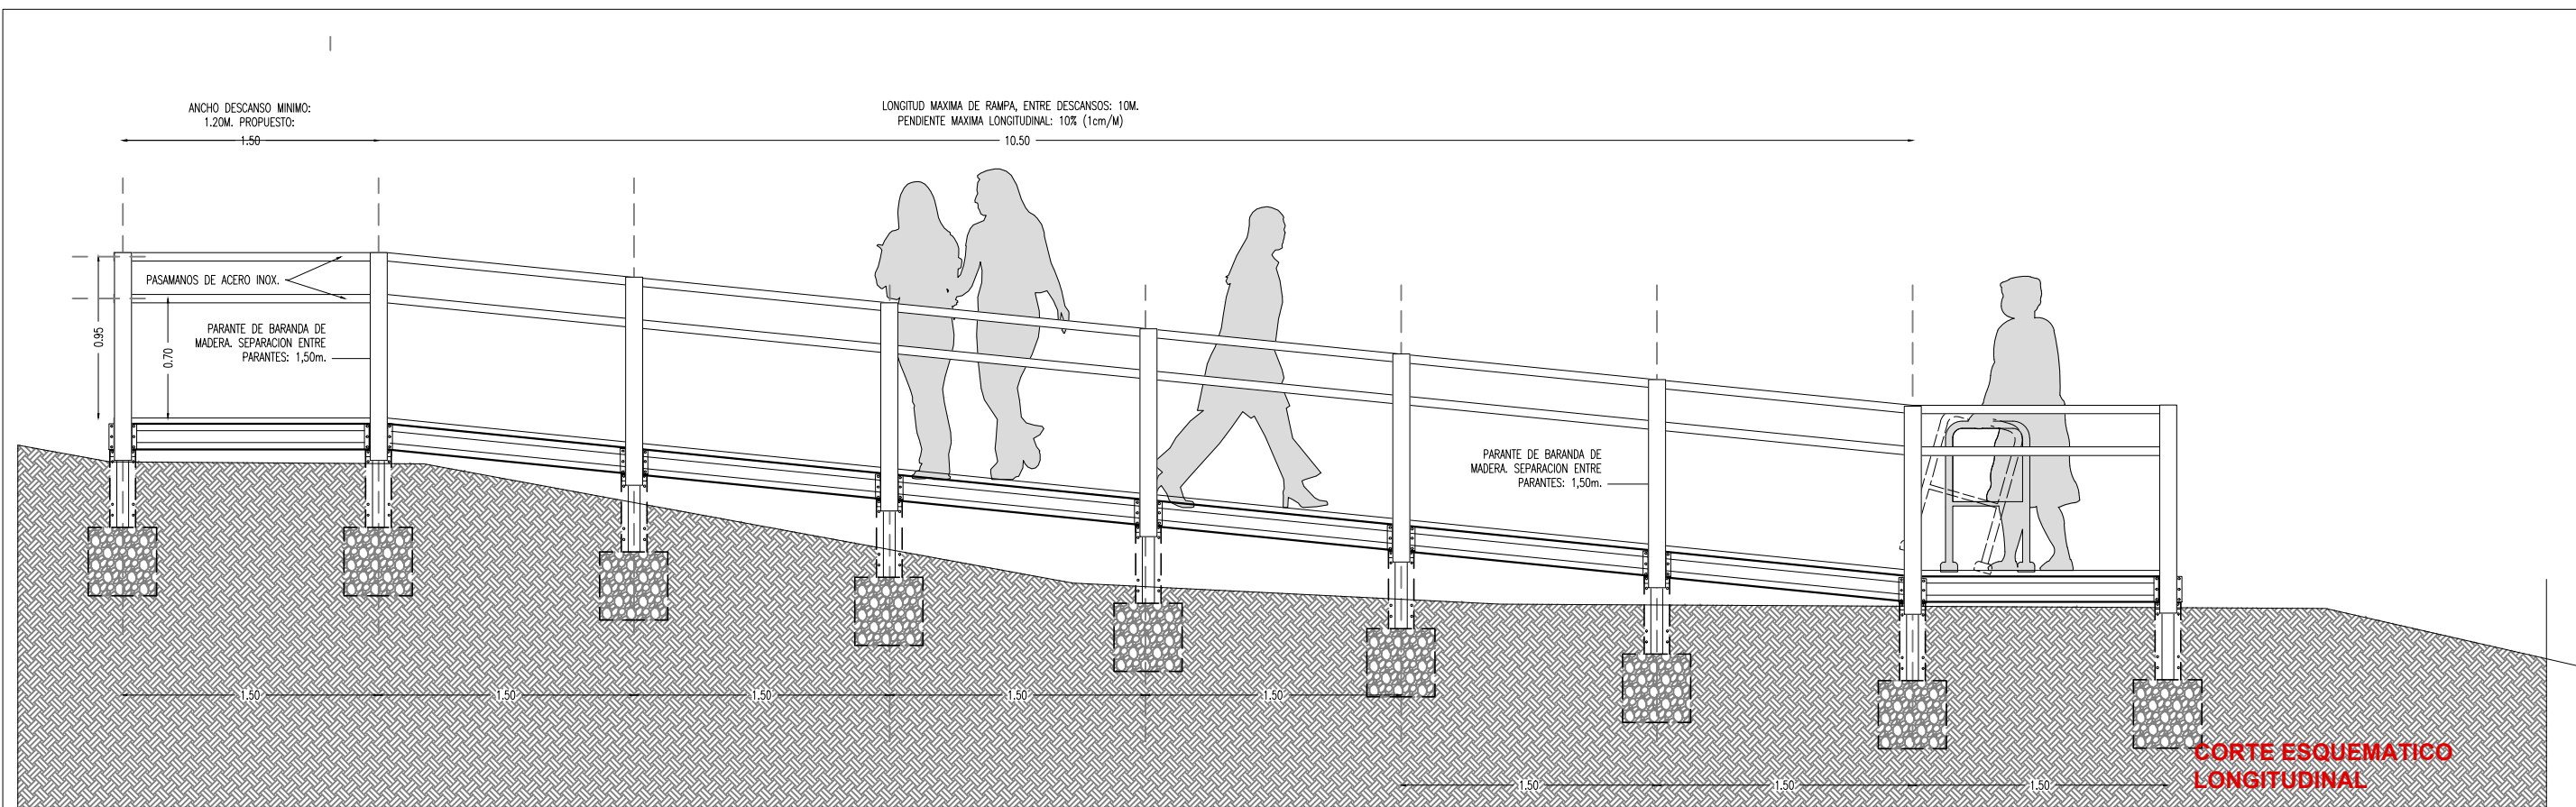 ANCHO DESCANSO MINIMO:
1.20M. PROPUESTO:
1.50
LONGITUD MAXIMA DE RAMPA, ENTRE DESCANSOS: 10M.
PENDIENTE MAXIMA LONGITUDINAL: 10% (1cm/M)
10.50
PASAMANOS DE ACERO INOX.
0.95
0.70
PARANTE DE BARANDA DE
MADERA. SEPARACION ENTRE
PARANTES: 1,50m.
PARANTE DE BARANDA DE
MADERA. SEPARACION ENTRE
PARANTES: 1,50m.
1.50
1.50
1.50
1.50
1.50
1.50
1.50
1.50
CORTE ESQUEMATICO
LONGITUDINAL